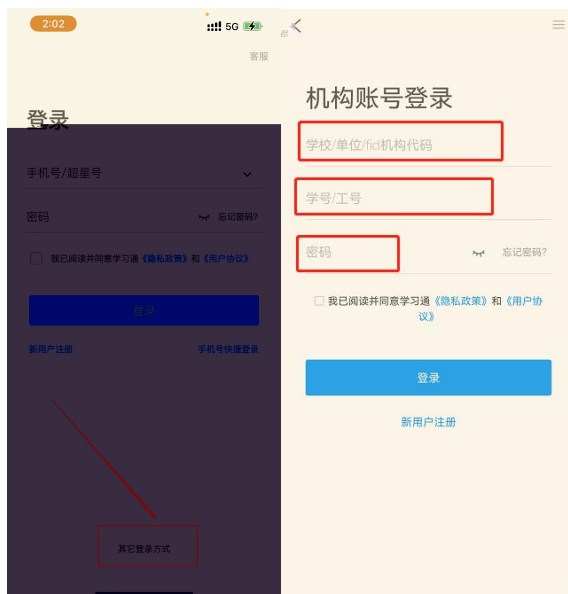 2:02
5G
客服
登录
手机号/超星号
密码
忘记密码?
我已阅读并同意学习通《隐私政策》和《用户协议》
登录
新用户注册
手机号快捷登录
其它登录方式
机构账号登录
学校/单位/fid机构代码
学号/工号
密码
忘记密码?
我已阅读并同意学习通《隐私政策》和《用户协
议》
登录
新用户注册